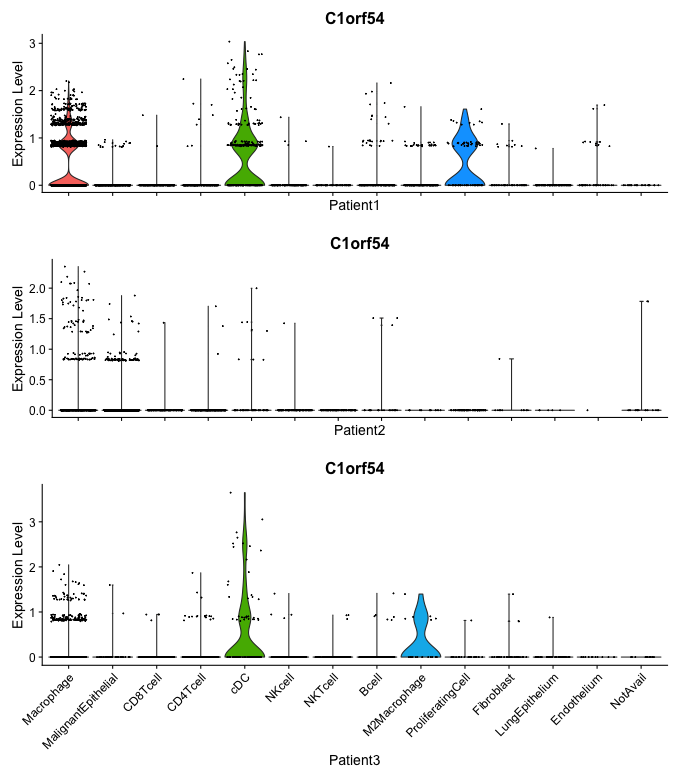 C1orf54
Expression Level
3
2
1
0
Patient1
C1orf54
Expression Level
2.0
1.5
1.0
0.5
0.0
Patient2
C1orf54
Expression Level
3
2
1
0
Macrophage
MalignantEpithelial
CD8Tcell
CD4Tcell
cDC
NKcell
NKTcell
Bcell
M2Macrophage
ProliferatingCell
Fibroblast
LungEpithelium
Endothelium
NotAvail
Patient3